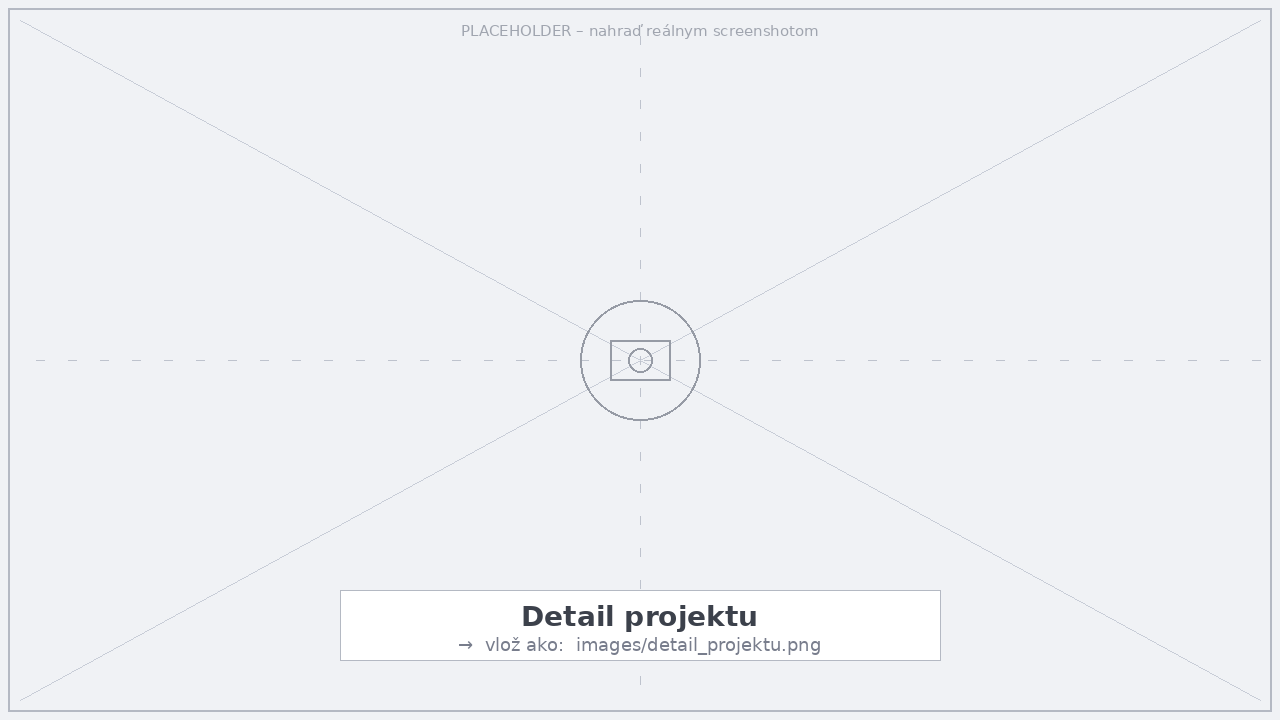 PLACEHOLDER – nahraď reálnym screenshotom
Detail projektu
→ vlož ako: images/detail_projektu.png